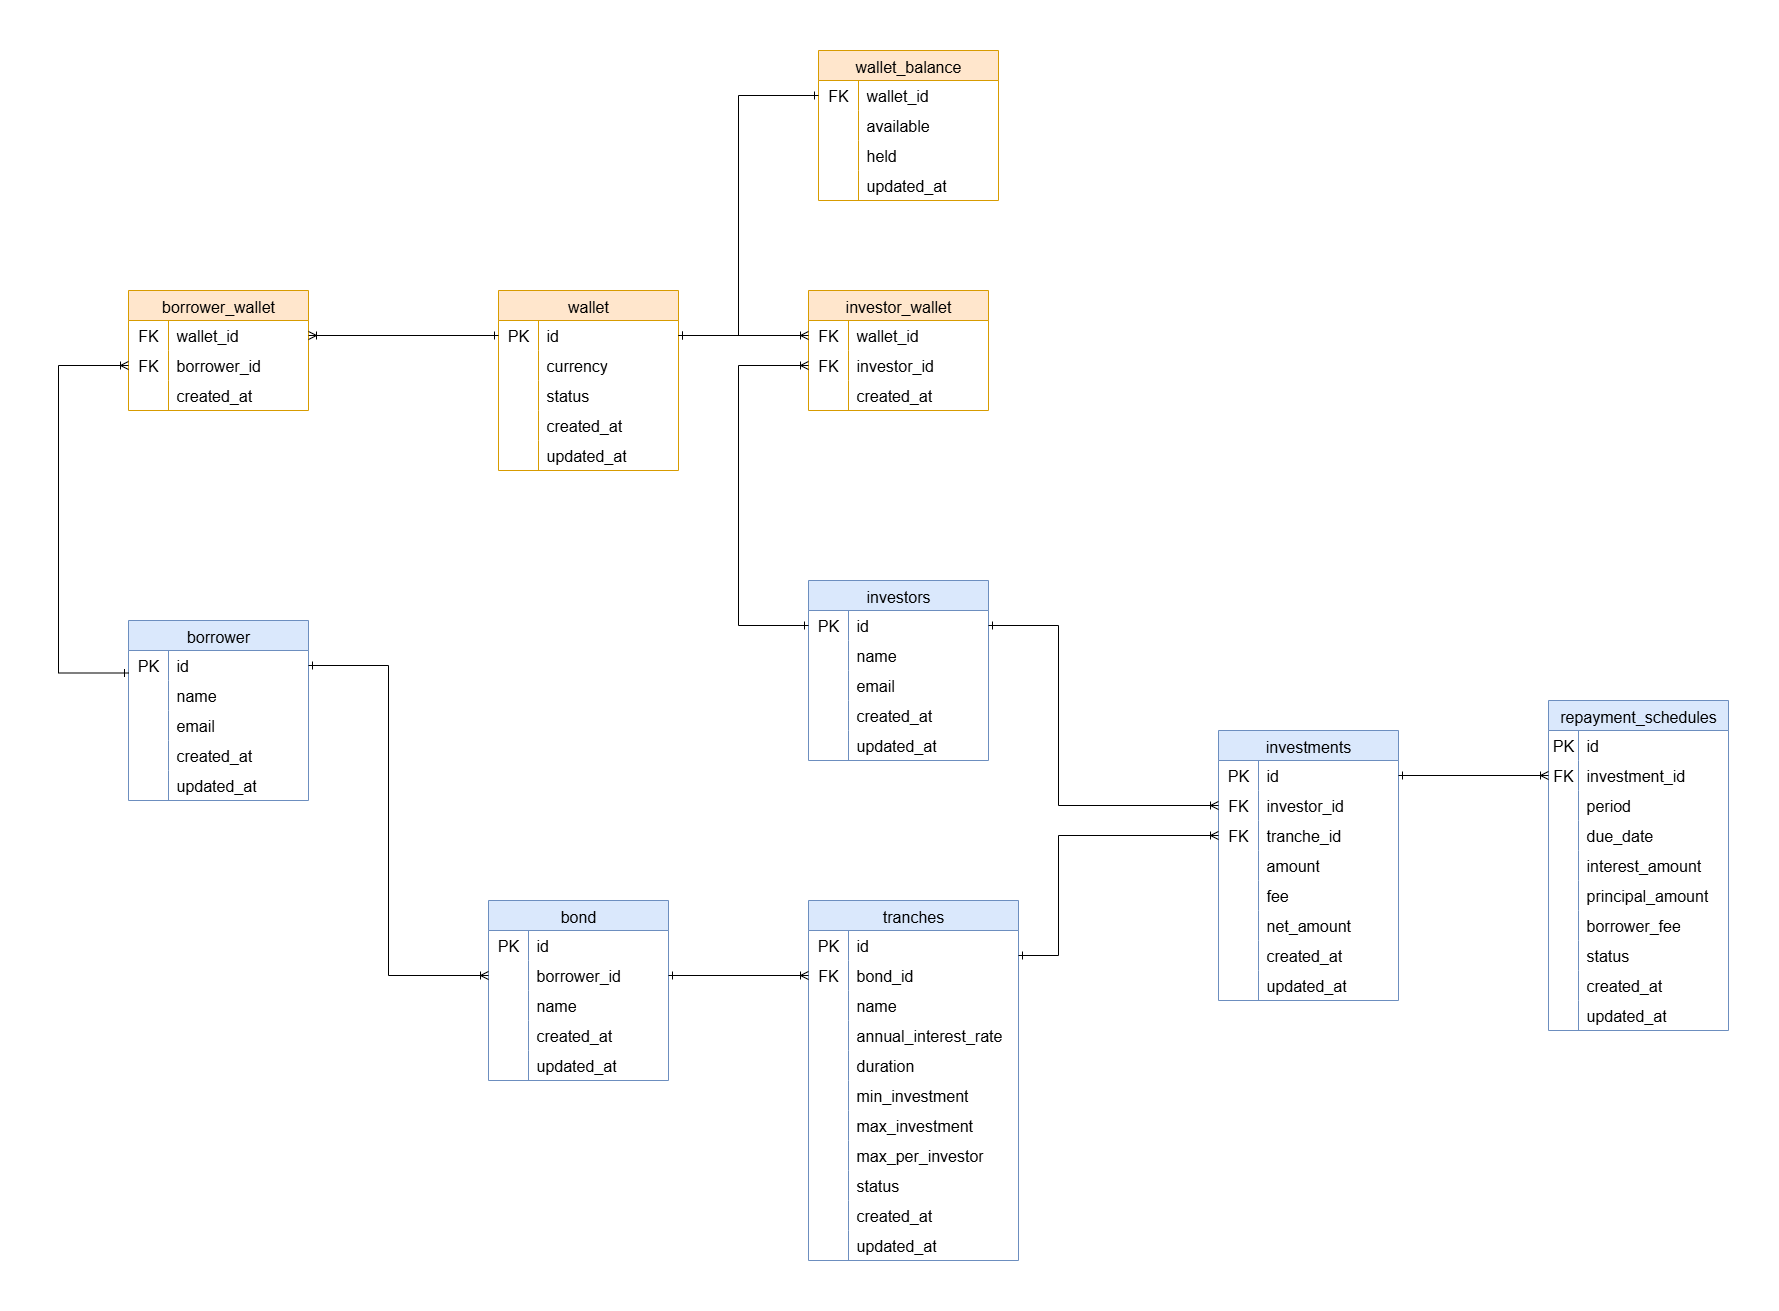 wallet_balance
FK wallet_id
available
held
updated_at
borrower_wallet
FK wallet_id
FK borrower_id
created_at
wallet
PK id
currency
status
created_at
updated_at
investor_wallet
FK wallet_id
FK investor_id
created_at
borrower
PK id
name
email
created_at
updated_at
investors
PK id
name
email
created_at
updated_at
bond
PK id
borrower_id
name
created_at
updated_at
tranches
PK id
FK bond_id
name
annual_interest_rate
duration
min_investment
max_investment
max_per_investor
status
created_at
updated_at
investments
PK id
FK investor_id
FK tranche_id
amount
fee
net_amount
created_at
updated_at
repayment_schedules
PK id
FK investment_id
period
due_date
interest_amount
principal_amount
borrower_fee
status
created_at
updated_at